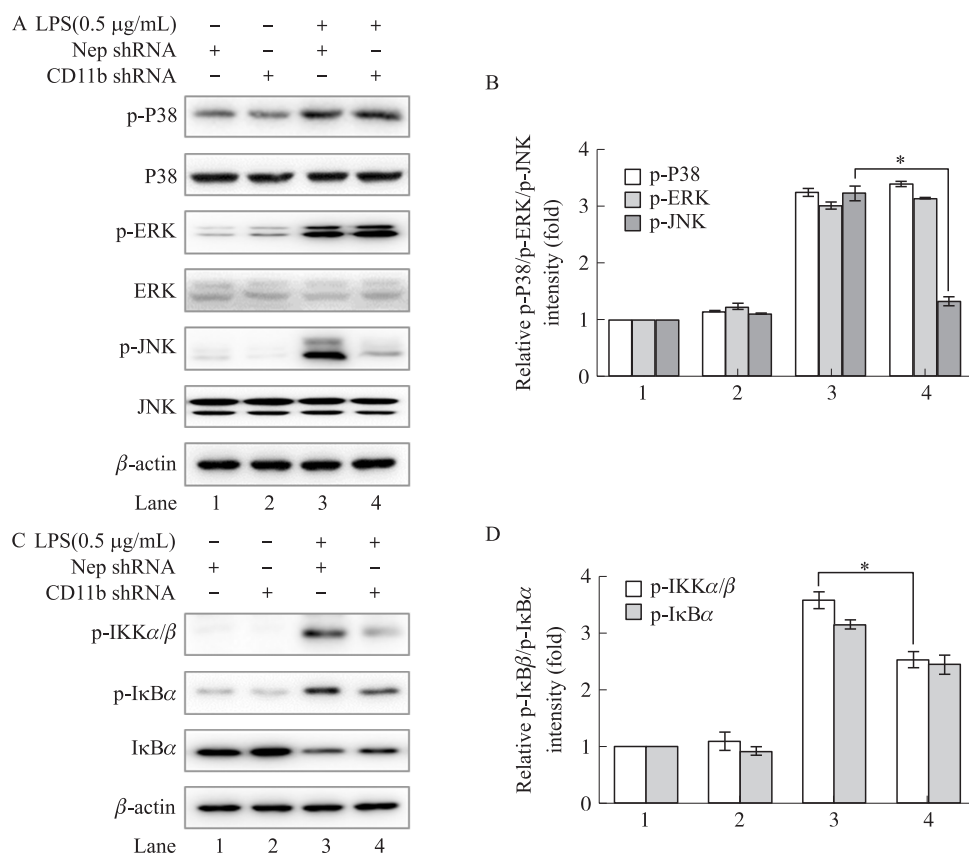 A LPS(0.5 μg/mL) – – + +
Nep shRNA + – + –
CD11b shRNA – + – +
p-P38
P38
p-ERK
ERK
p-JNK
JNK
β-actin
Lane 1 2 3 4
B
Relative p-P38/p-ERK/p-JNK
intensity (fold)
4
3
2
1
0
p-P38
p-ERK
p-JNK
*
1 2 3 4
C LPS(0.5 μg/mL) – – + +
Nep shRNA + – + –
CD11b shRNA – + – +
p-IKKα/β
p-IκBα
IκBα
β-actin
Lane 1 2 3 4
D
Relative p-IκBβ/p-IκBα
intensity (fold)
4
3
2
1
0
p-IKKα/β
p-IκBα
*
1 2 3 4